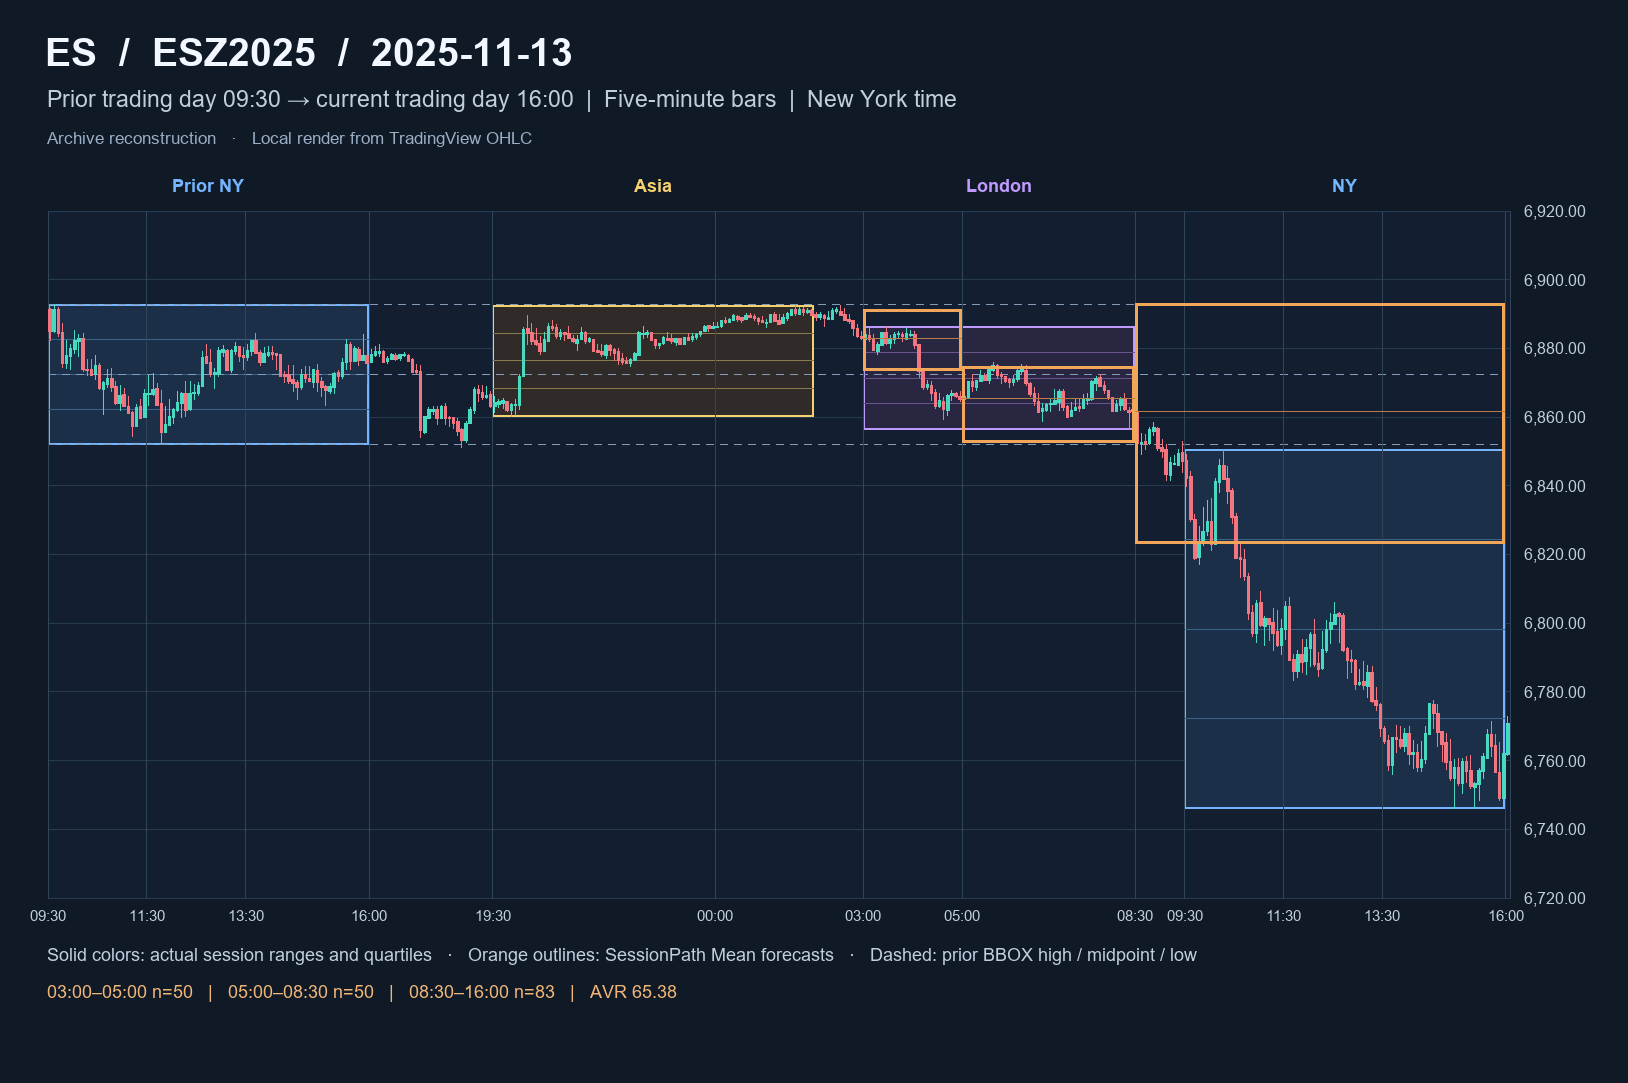 ES / ESZ2025 / 2025-11-13
Prior trading day 09:30 → current trading day 16:00 | Five-minute bars | New York time
Archive reconstruction · Local render from TradingView OHLC
Prior NY Asia London NY
6,920.00
6,900.00
6,880.00
6,860.00
6,840.00
6,820.00
6,800.00
6,780.00
6,760.00
6,740.00
6,720.00
09:30 11:30 13:30 16:00 19:30 00:00 03:00 05:00 08:30 09:30 11:30 13:30 16:00
Solid colors: actual session ranges and quartiles · Orange outlines: SessionPath Mean forecasts · Dashed: prior BBOX high / midpoint / low
03:00–05:00 n=50 | 05:00–08:30 n=50 | 08:30–16:00 n=83 | AVR 65.38